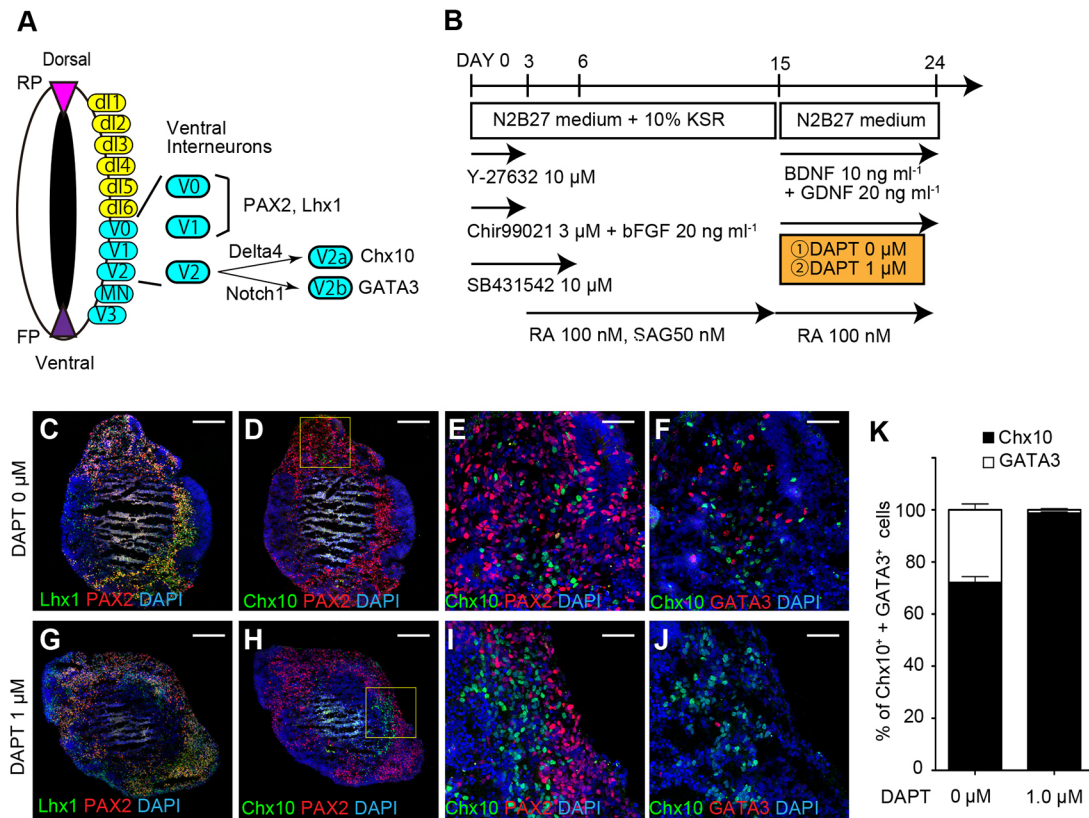 A
Dorsal
RP
dI1
dI2
dI3
dI4
dI5
dI6
V0
V1
V2
MN
V3
FP
Ventral
Ventral
Interneurons
V0
V1
V2
PAX2, Lhx1
Delta4
Notch1
V2a Chx10
V2b GATA3
B
DAY 0 3 6 15 24
N2B27 medium + 10% KSR
N2B27 medium
Y-27632 10 µM
Chir99021 3 µM + bFGF 20 ng ml⁻¹
SB431542 10 µM
RA 100 nM, SAG50 nM
BDNF 10 ng ml⁻¹
+ GDNF 20 ng ml⁻¹
①DAPT 0 µM
②DAPT 1 µM
RA 100 nM
DAPT 0 µM
C
Lhx1 PAX2 DAPI
D
Chx10 PAX2 DAPI
E
Chx10 PAX2 DAPI
F
Chx10 GATA3 DAPI
DAPT 1 µM
G
Lhx1 PAX2 DAPI
H
Chx10 PAX2 DAPI
I
Chx10 PAX2 DAPI
J
Chx10 GATA3 DAPI
K
Chx10
GATA3
% of Chx10⁺ + GATA3⁺ cells
100
80
60
40
20
0
DAPT 0 µM 1.0 µM